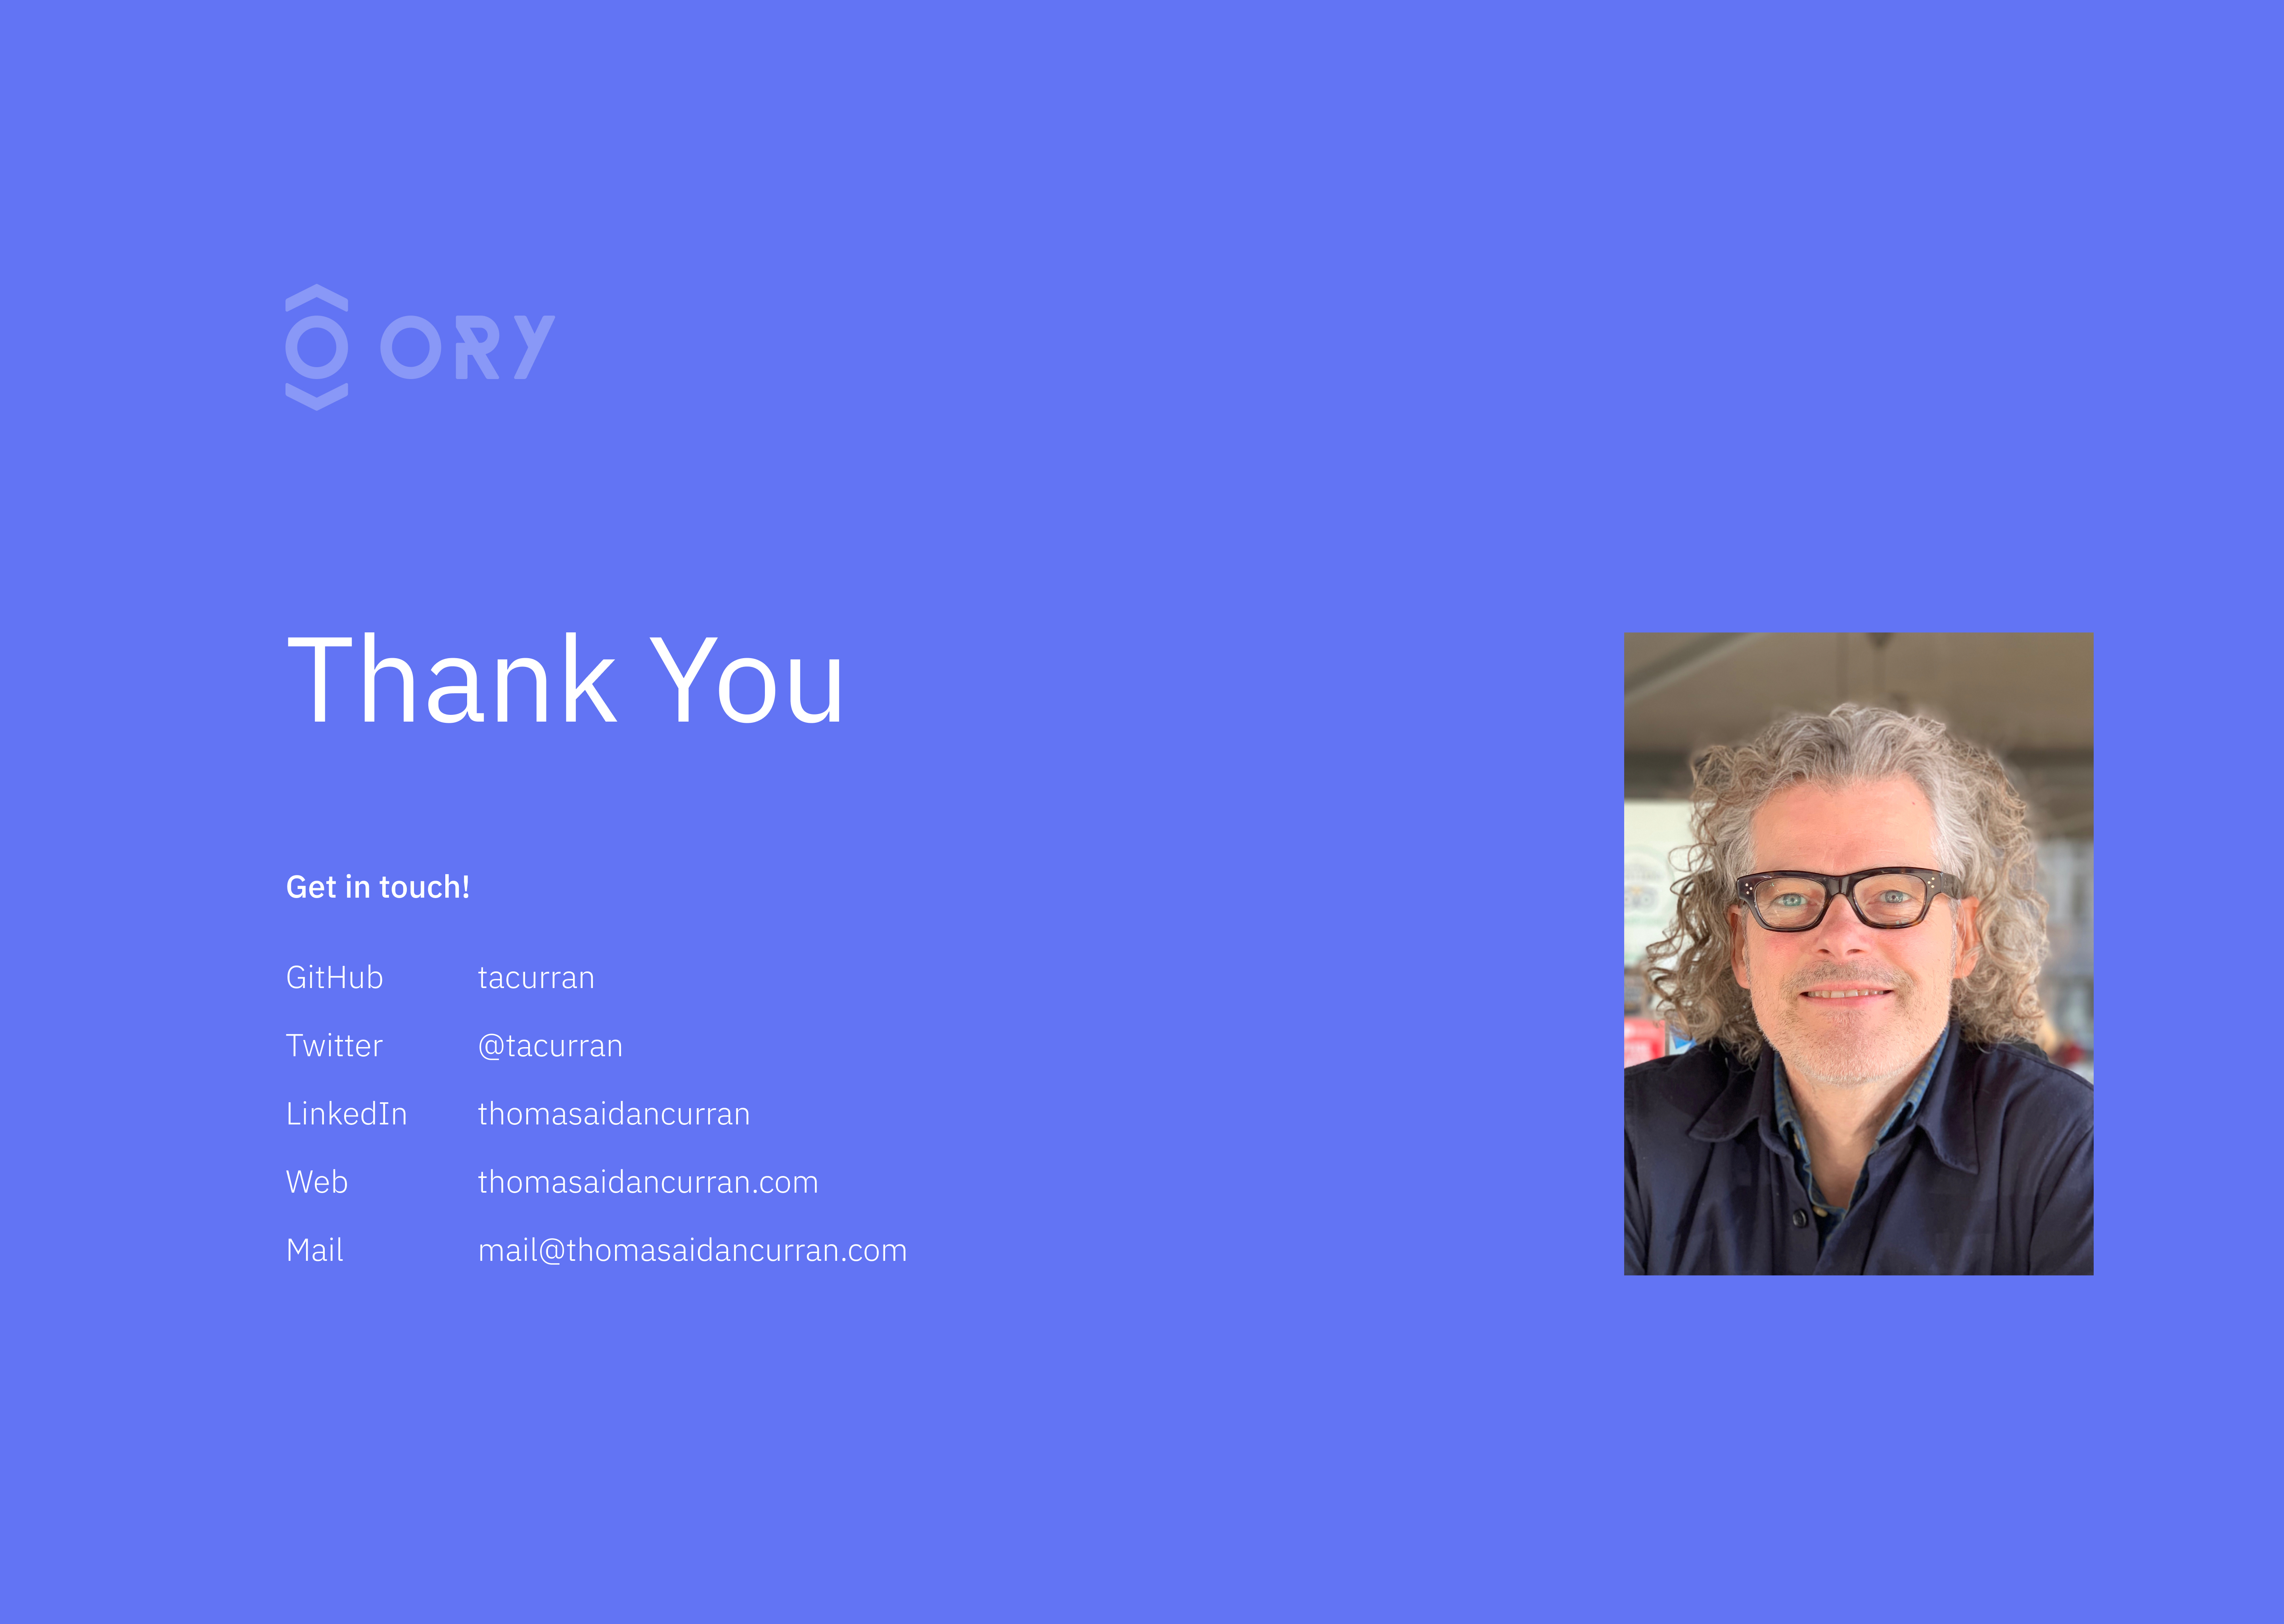 ORY
Thank You
Get in touch!
GitHub tacurran
Twitter @tacurran
LinkedIn thomasaidancurran
Web thomasaidancurran.com
Mail mail@thomasaidancurran.com